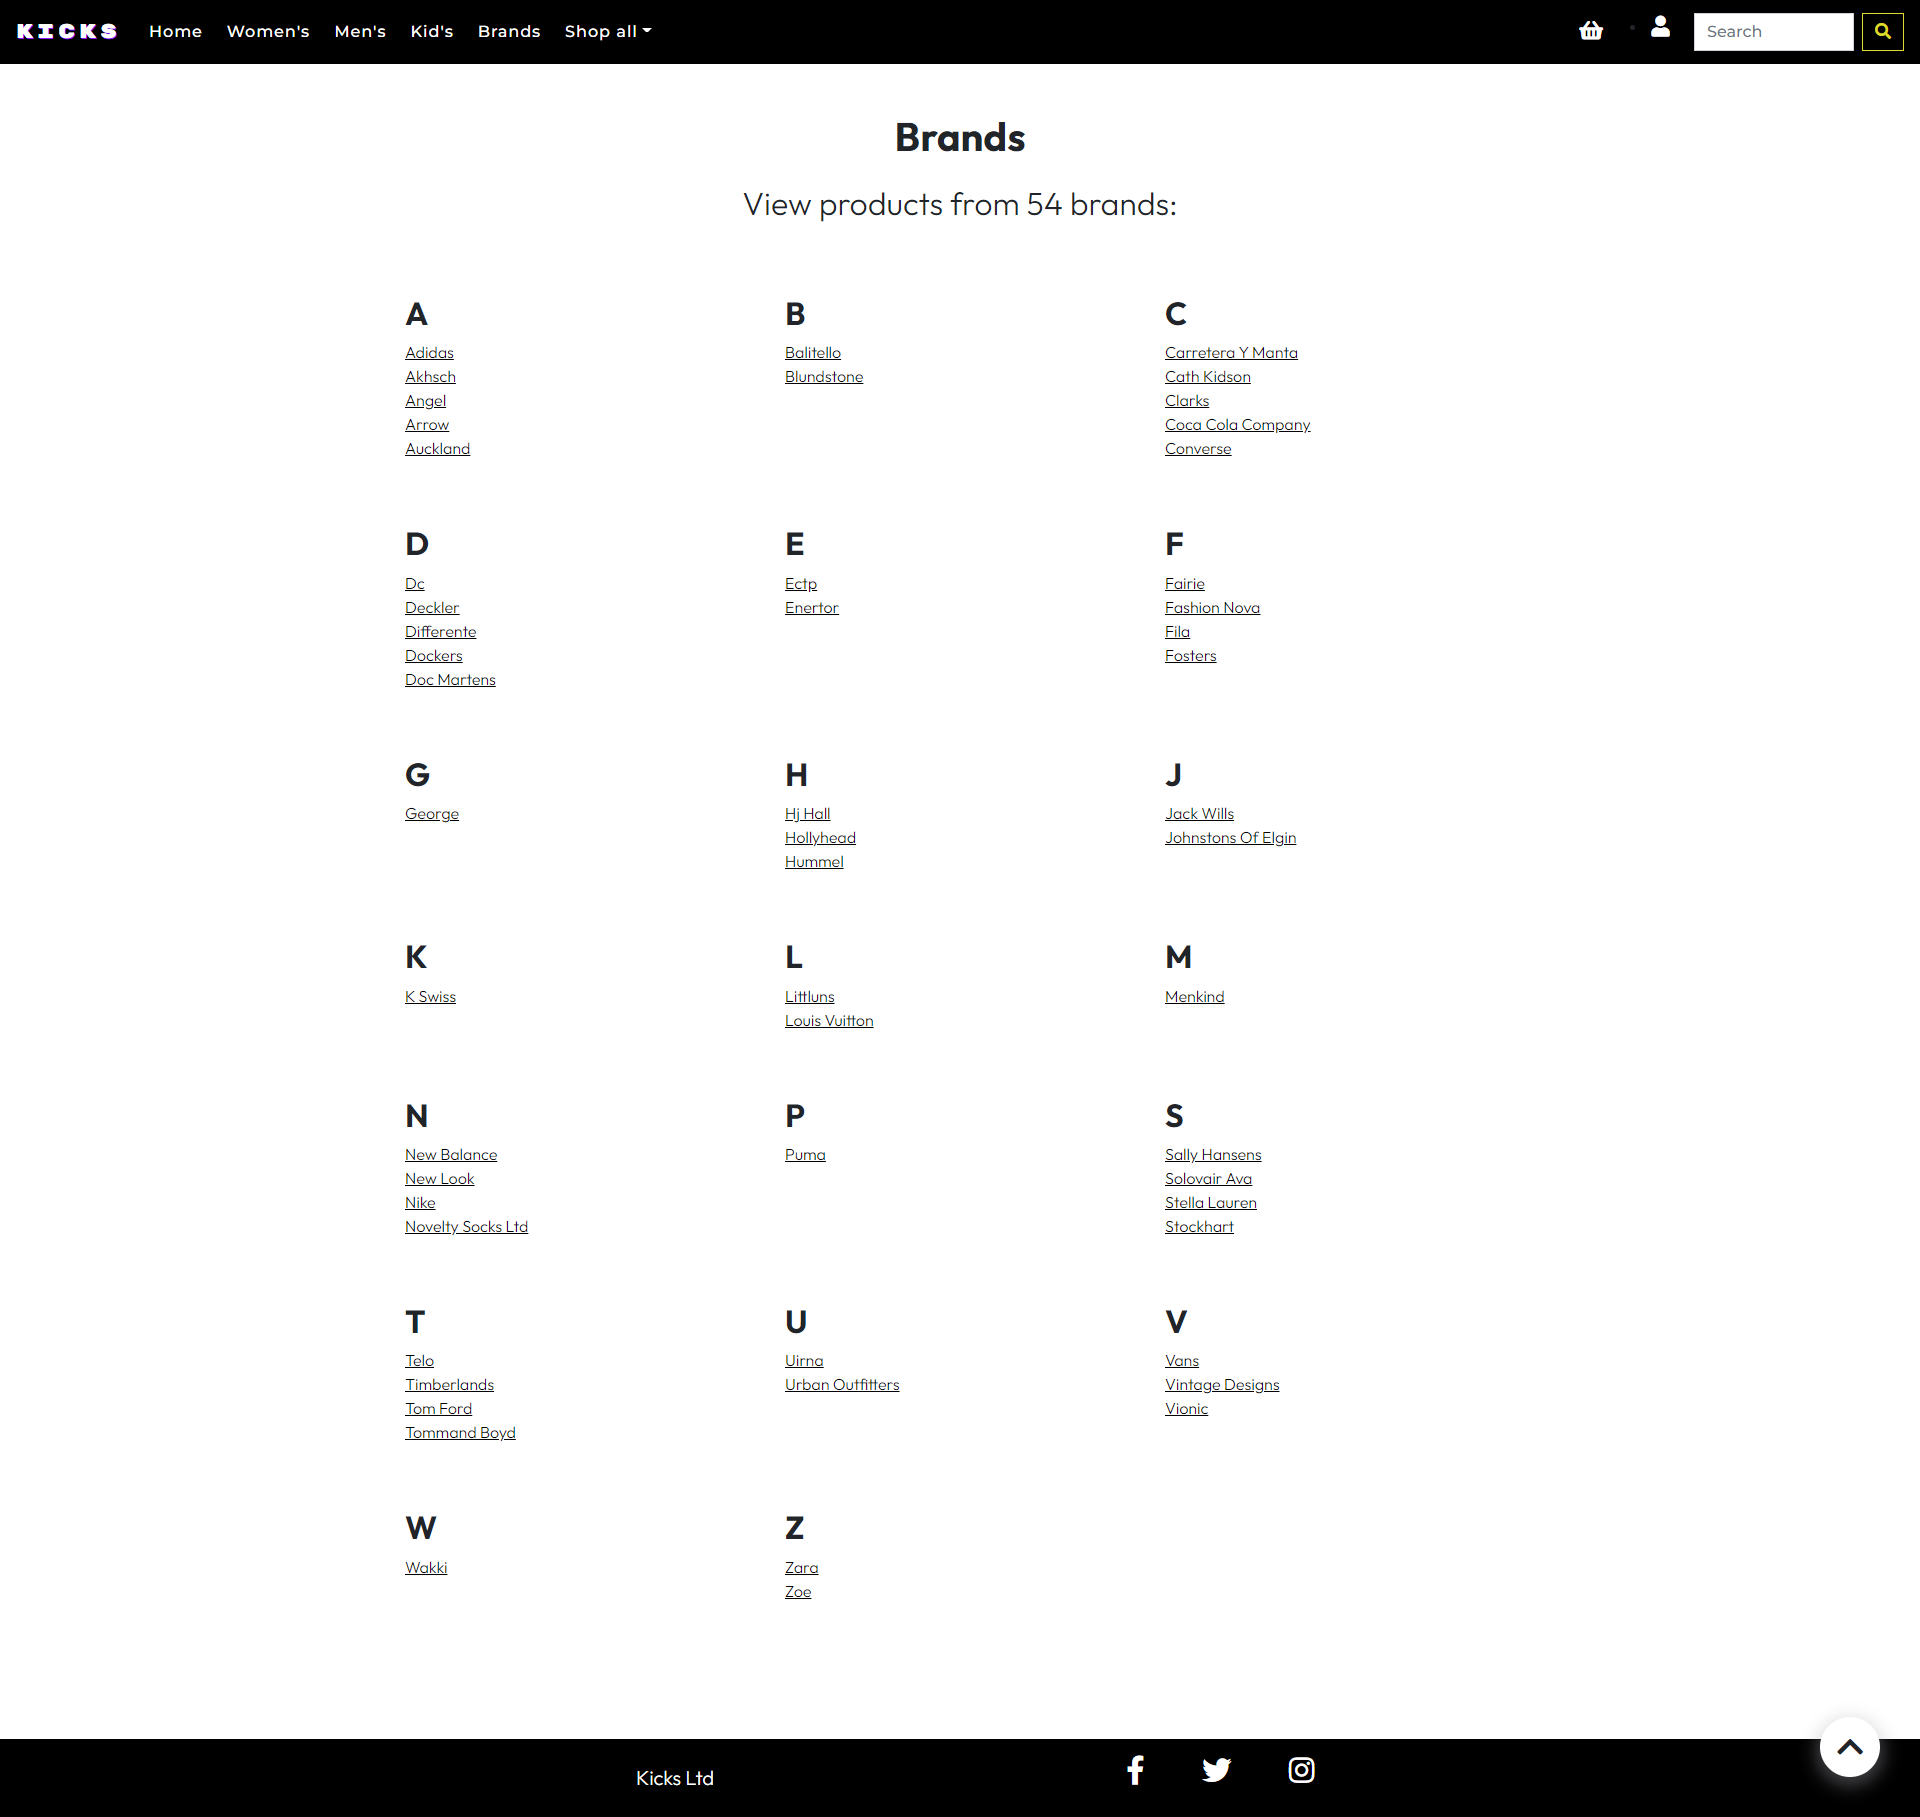 KICKS Home Women's Men's Kid's Brands Shop all Search
Brands
View products from 54 brands:
A
Adidas
Akhsch
Angel
Arrow
Auckland
B
Balitello
Blundstone
C
Carretera Y Manta
Cath Kidson
Clarks
Coca Cola Company
Converse
D
Dc
Deckler
Differente
Dockers
Doc Martens
E
Ectp
Enertor
F
Fairie
Fashion Nova
Fila
Fosters
G
George
H
Hj Hall
Hollyhead
Hummel
J
Jack Wills
Johnstons Of Elgin
K
K Swiss
L
Littluns
Louis Vuitton
M
Menkind
N
New Balance
New Look
Nike
Novelty Socks Ltd
P
Puma
S
Sally Hansens
Solovair Ava
Stella Lauren
Stockhart
T
Telo
Timberlands
Tom Ford
Tommand Boyd
U
Uirna
Urban Outfitters
V
Vans
Vintage Designs
Vionic
W
Wakki
Z
Zara
Zoe
Kicks Ltd